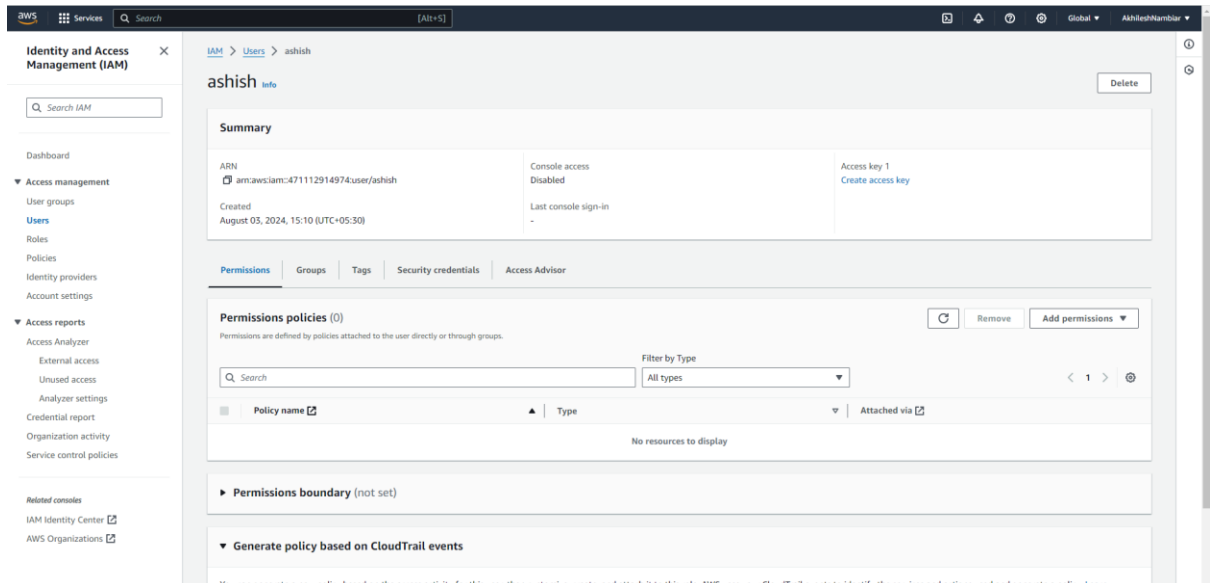 aws Services Search [Alt+S] Global AkhileshNambiar
Identity and Access Management (IAM)
Search IAM
Dashboard
Access management
User groups
Users
Roles
Policies
Identity providers
Account settings
Access reports
Access Analyzer
External access
Unused access
Analyzer settings
Credential report
Organization activity
Service control policies
Related consoles
IAM Identity Center
AWS Organizations
IAM > Users > ashish
ashish Info
Delete
Summary
ARN
arn:aws:iam::471112914974:user/ashish
Console access
Disabled
Access key 1
Create access key
Created
August 03, 2024, 15:10 (UTC+05:30)
Last console sign-in
-
Permissions Groups Tags Security credentials Access Advisor
Permissions policies (0)
Permissions are defined by policies attached to the user directly or through groups.
Remove Add permissions
Filter by Type
Search All types 1
Policy name Type Attached via
No resources to display
Permissions boundary (not set)
Generate policy based on CloudTrail events